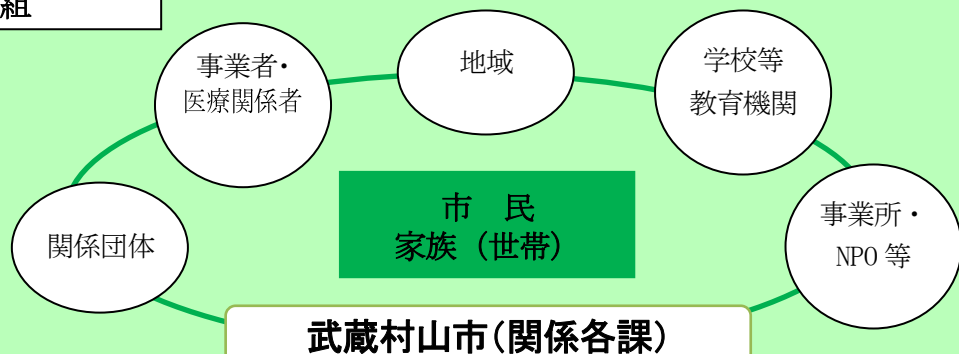 組
事業者・
医療関係者
地域
学校等
教育機関
関係団体
市　民
家族（世帯）
事業所・
NPO 等
武蔵村山市（関係各課）